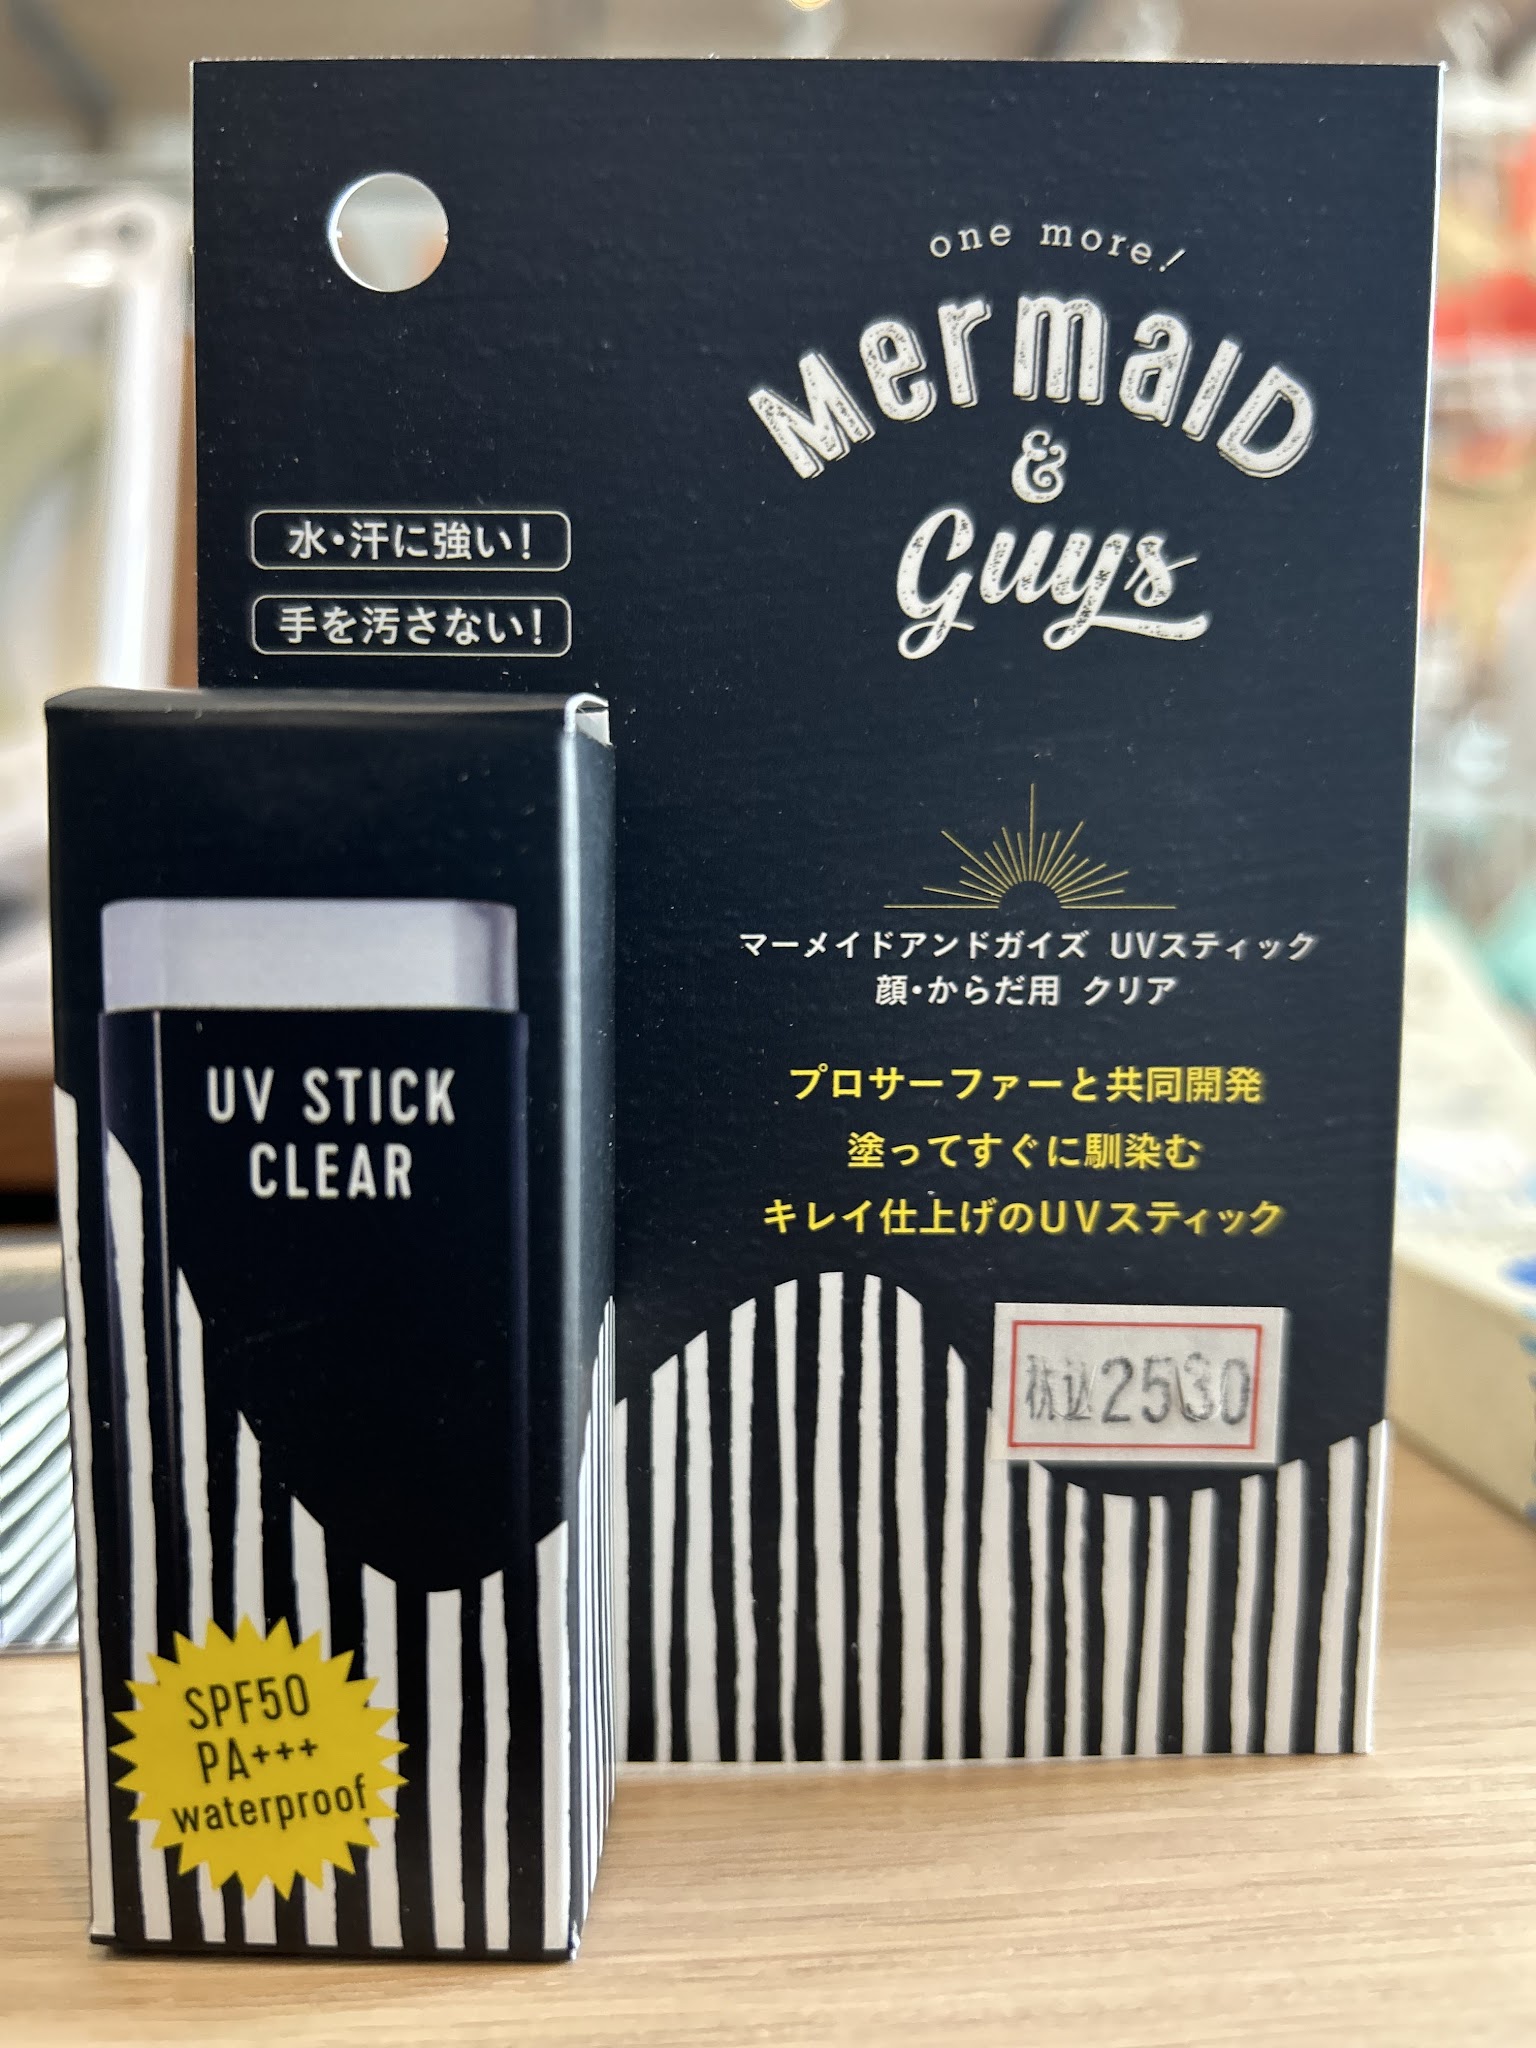 one more!
MermaiD
&
Guys
水・汗に強い!
手を汚さない!
マーメイドアンドガイズ UVスティック
顔・からだ用 クリア
プロサーファーと共同開発
塗ってすぐに馴染む
キレイ仕上げのUVスティック
税込2530
UV STICK
CLEAR
SPF50
PA+++
waterproof